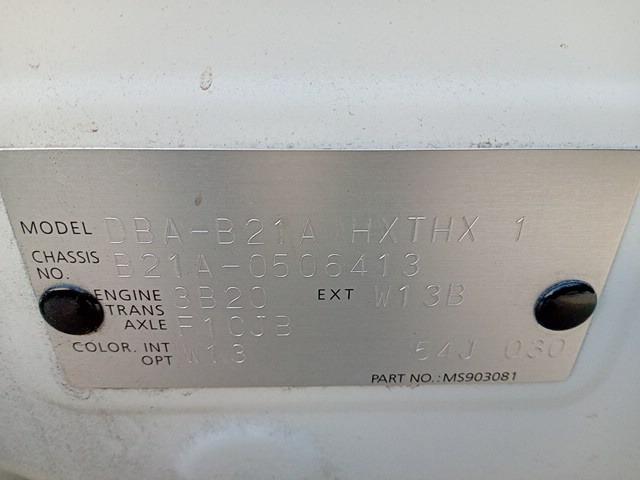 MODEL DBA-B21A HXTHX 1
CHASSIS NO. B21A-0506413
ENGINE 3B20 EXT W13B
TRANS AXLE F1CJB
COLOR. INT OPT W13 54J 030
PART NO.:MS903081